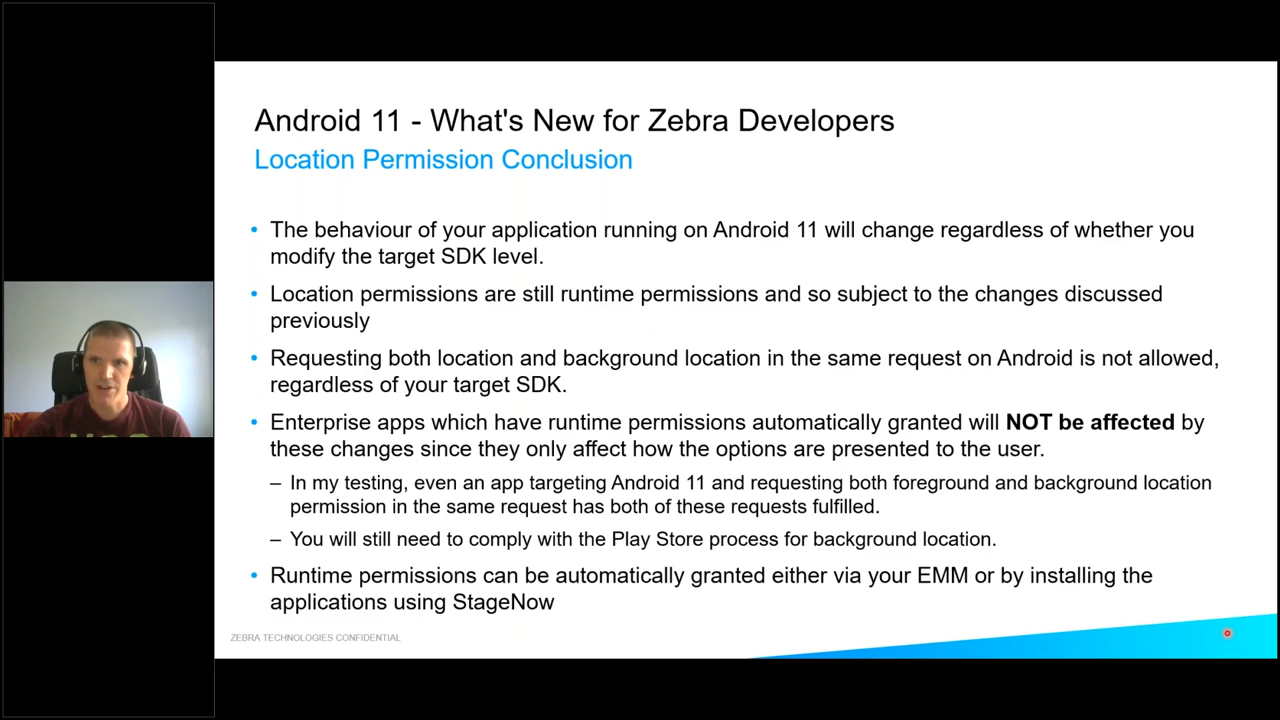 Android 11 - What's New for Zebra Developers
Location Permission Conclusion
• The behaviour of your application running on Android 11 will change regardless of whether you
modify the target SDK level.
• Location permissions are still runtime permissions and so subject to the changes discussed
previously
• Requesting both location and background location in the same request on Android is not allowed,
regardless of your target SDK.
• Enterprise apps which have runtime permissions automatically granted will NOT be affected by
these changes since they only affect how the options are presented to the user.
– In my testing, even an app targeting Android 11 and requesting both foreground and background location
permission in the same request has both of these requests fulfilled.
– You will still need to comply with the Play Store process for background location.
• Runtime permissions can be automatically granted either via your EMM or by installing the
applications using StageNow
ZEBRA TECHNOLOGIES CONFIDENTIAL